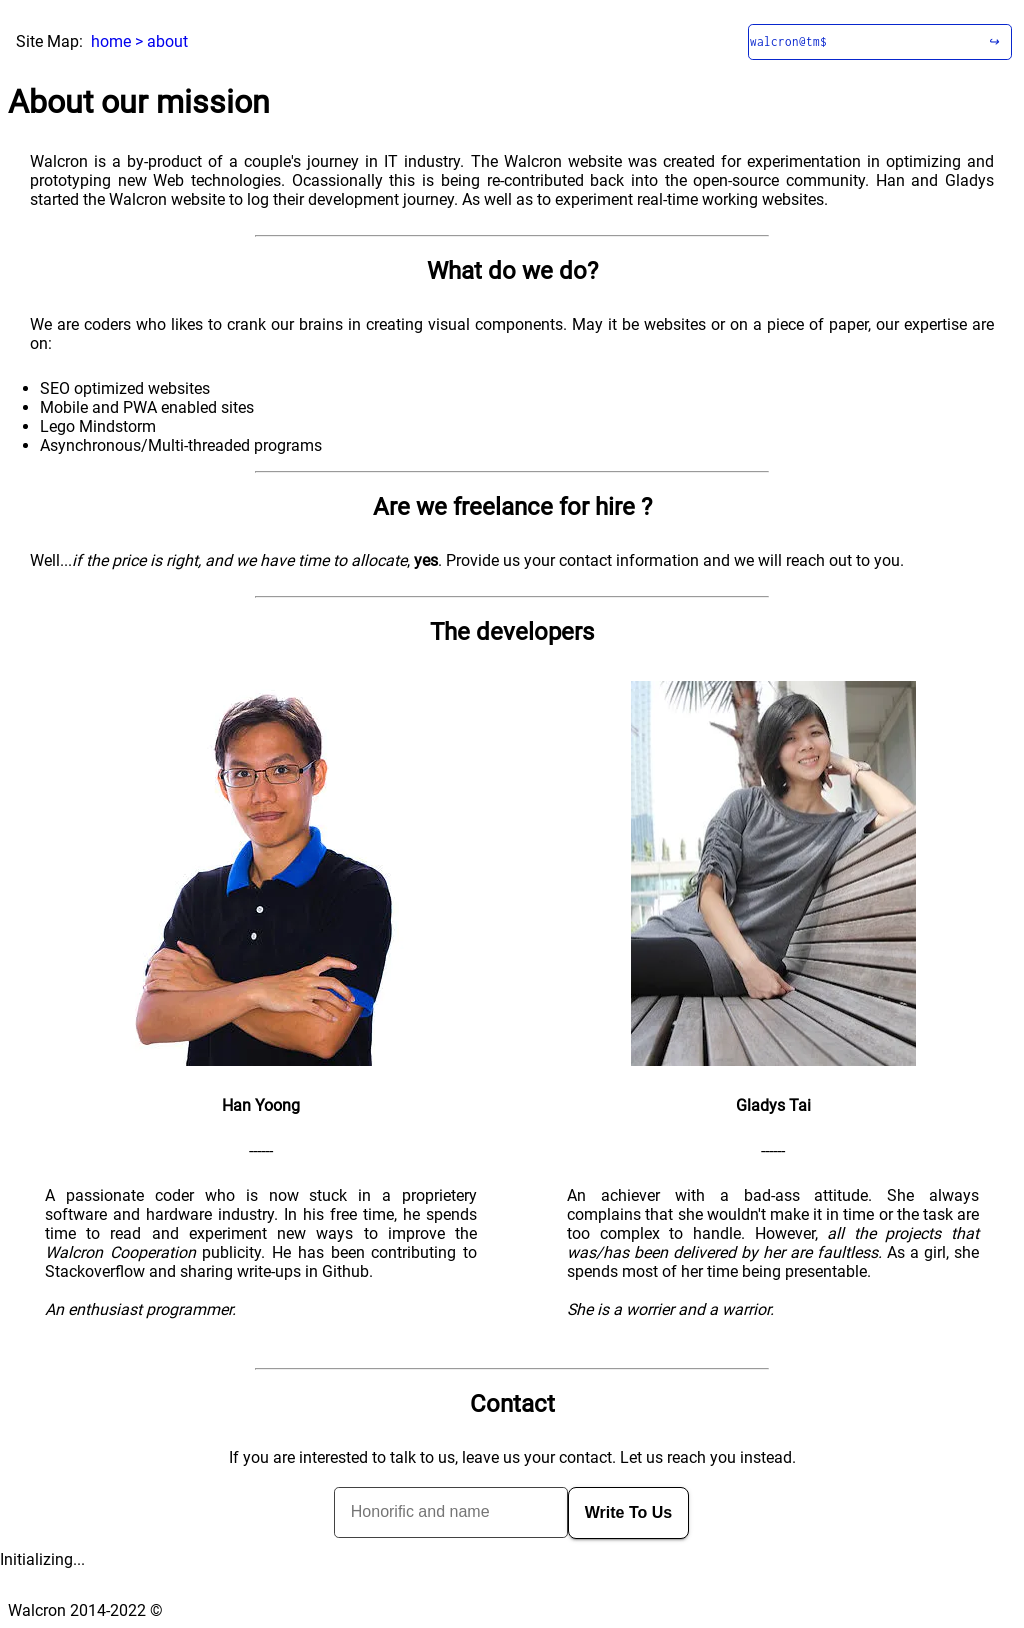 Site Map: home > about
walcron@tm$ ↪
About our mission
Walcron is a by-product of a couple's journey in IT industry. The Walcron website was created for experimentation in optimizing and
prototyping new Web technologies. Ocassionally this is being re-contributed back into the open-source community. Han and Gladys
started the Walcron website to log their development journey. As well as to experiment real-time working websites.
What do we do?
We are coders who likes to crank our brains in creating visual components. May it be websites or on a piece of paper, our expertise are
on:
• SEO optimized websites
• Mobile and PWA enabled sites
• Lego Mindstorm
• Asynchronous/Multi-threaded programs
Are we freelance for hire ?
Well...if the price is right, and we have time to allocate, yes. Provide us your contact information and we will reach out to you.
The developers
Han Yoong
------
A passionate coder who is now stuck in a proprietery
software and hardware industry. In his free time, he spends
time to read and experiment new ways to improve the
Walcron Cooperation publicity. He has been contributing to
Stackoverflow and sharing write-ups in Github.
An enthusiast programmer.
Gladys Tai
------
An achiever with a bad-ass attitude. She always
complains that she wouldn't make it in time or the task are
too complex to handle. However, all the projects that
was/has been delivered by her are faultless. As a girl, she
spends most of her time being presentable.
She is a worrier and a warrior.
Contact
If you are interested to talk to us, leave us your contact. Let us reach you instead.
Honorific and name
Write To Us
Initializing...
Walcron 2014-2022 ©